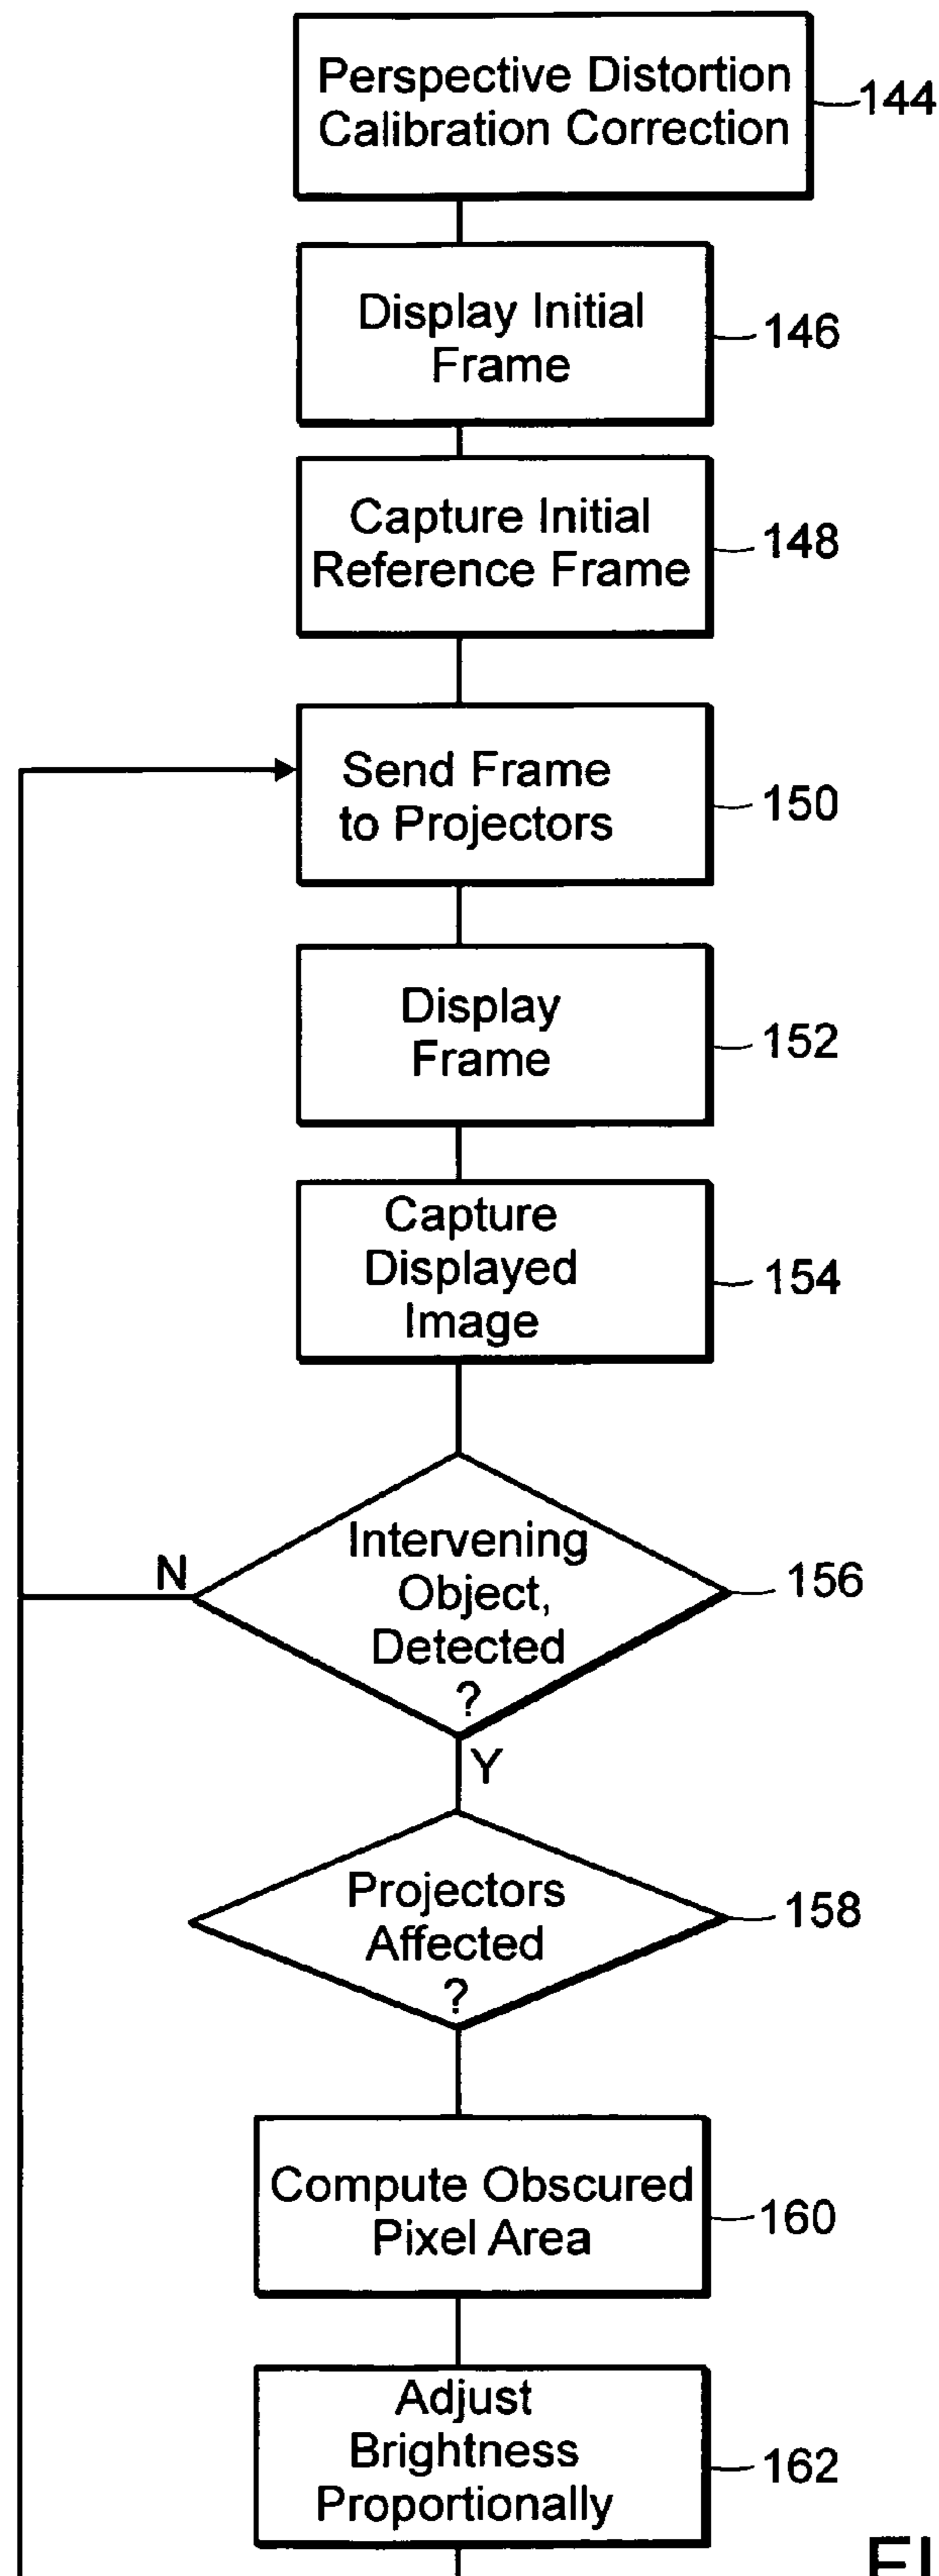 Perspective Distortion
Calibration Correction
144
Display Initial
Frame
146
Capture Initial
Reference Frame
148
Send Frame
to Projectors
150
Display
Frame
152
Capture
Displayed
Image
154
Intervening
Object,
Detected
?
156
N
Y
Projectors
Affected
?
158
Compute Obscured
Pixel Area
160
Adjust
Brightness
Proportionally
162